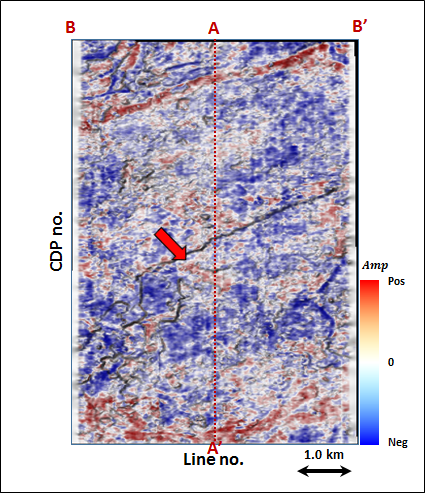 B A B’
CDP no.
Amp
Pos
0
Neg
A’
Line no.
1.0 km